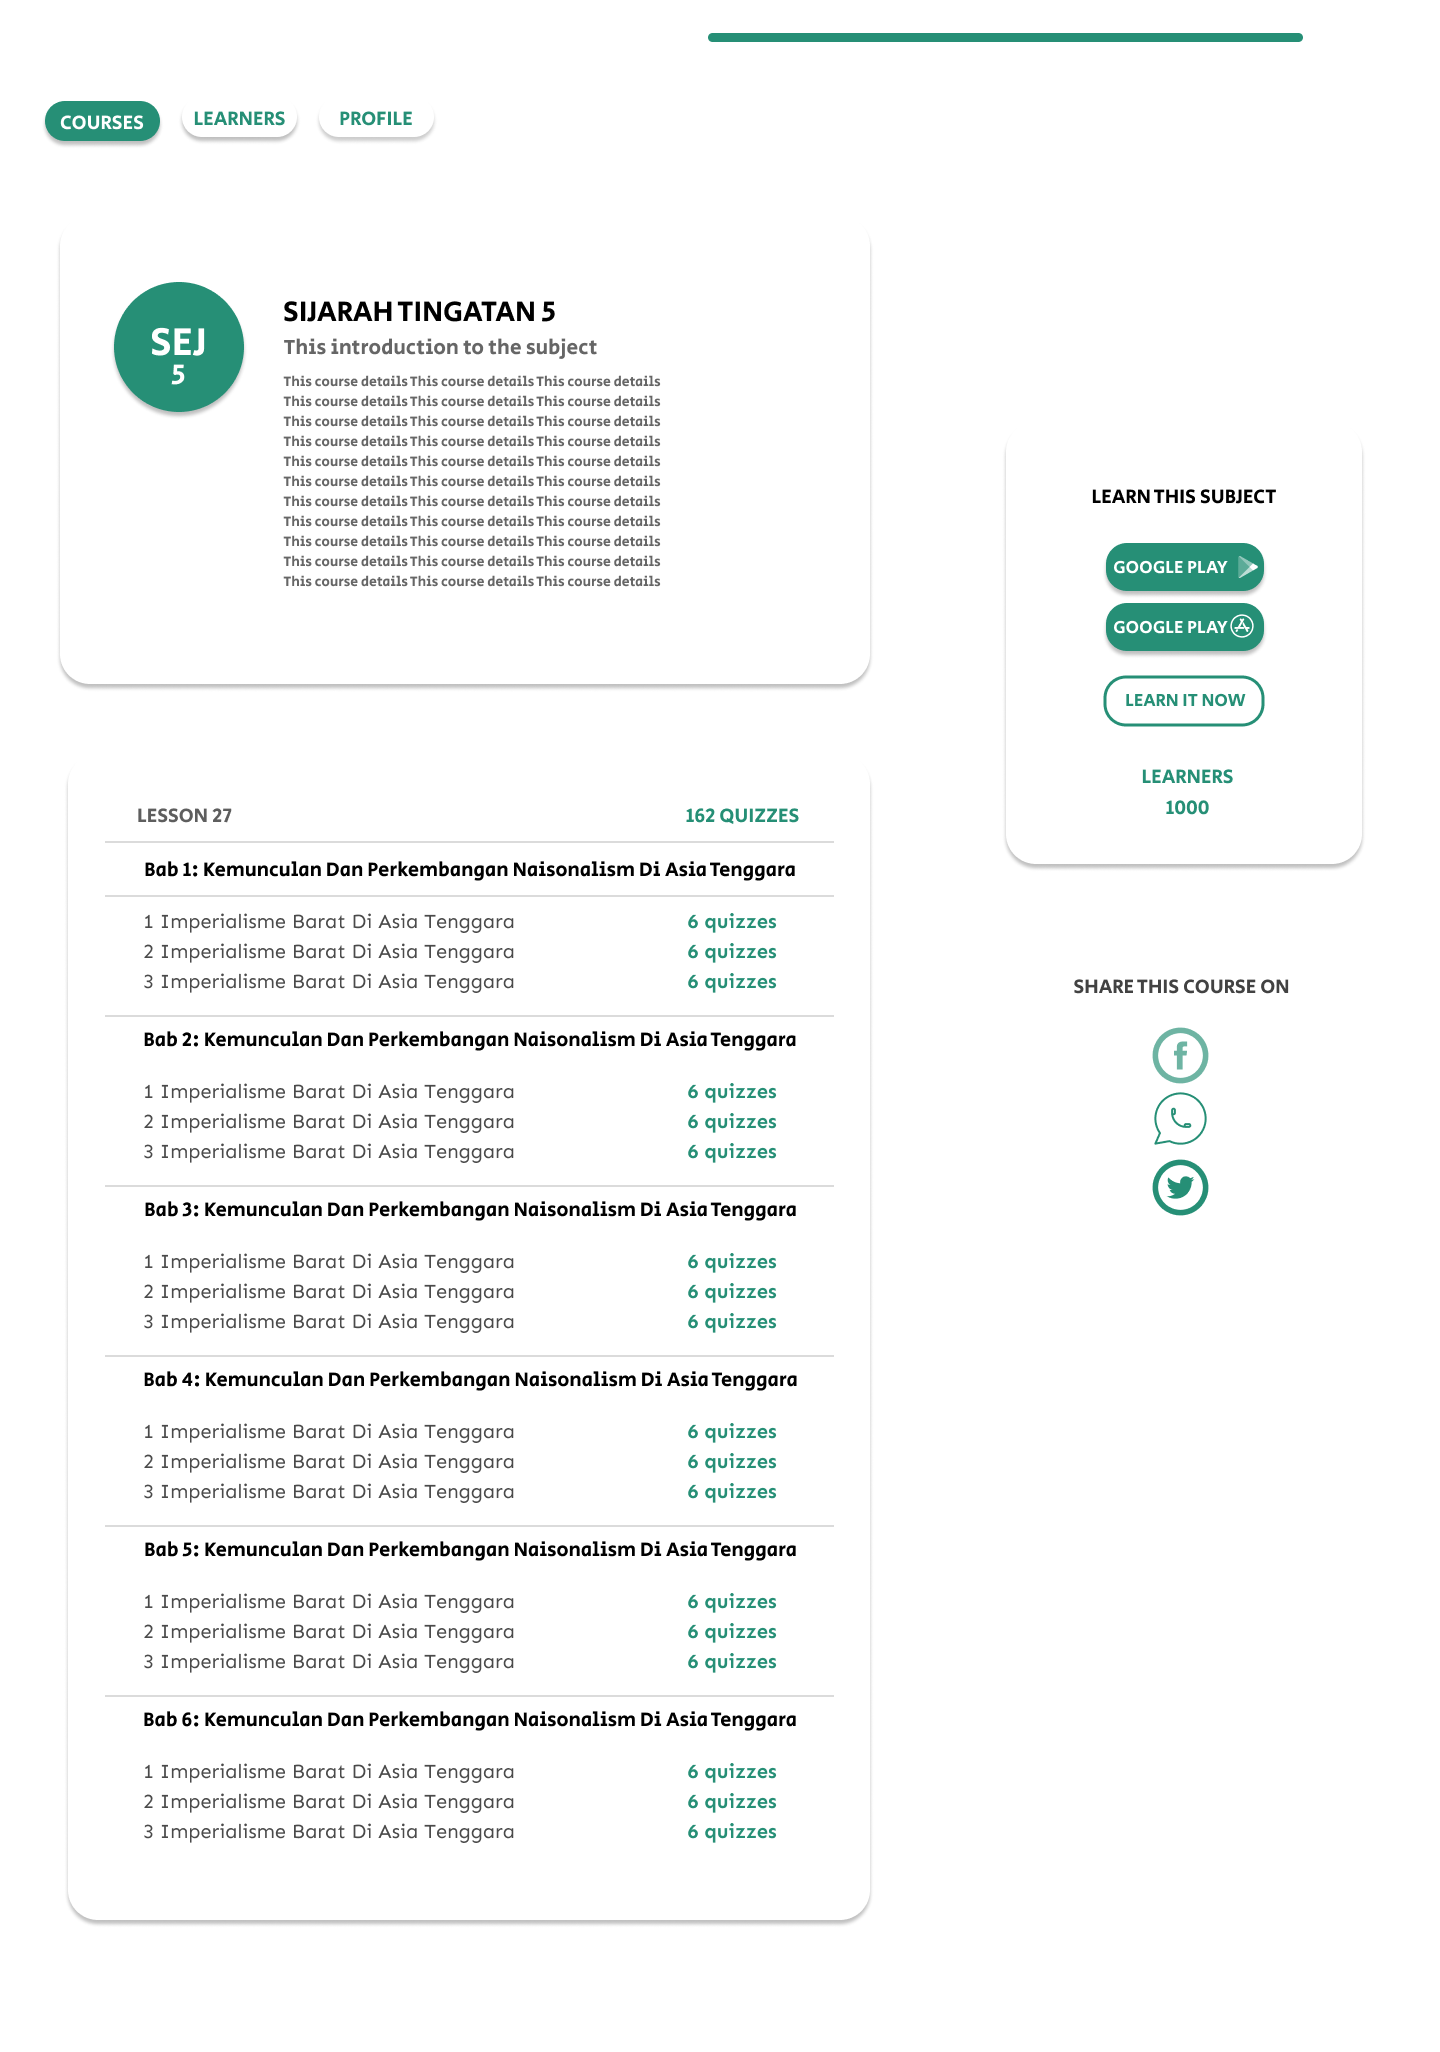 COURSES
LEARNERS
PROFILE
SEJ
5
SIJARAH TINGATAN 5
This introduction to the subject
This course details This course details This course details
This course details This course details This course details
This course details This course details This course details
This course details This course details This course details
This course details This course details This course details
This course details This course details This course details
This course details This course details This course details
This course details This course details This course details
This course details This course details This course details
This course details This course details This course details
This course details This course details This course details
LEARN THIS SUBJECT
GOOGLE PLAY
GOOGLE PLAY
LEARN IT NOW
LEARNERS
1000
LESSON 27 162 QUIZZES
Bab 1: Kemunculan Dan Perkembangan Naisonalism Di Asia Tenggara
1 Imperialisme Barat Di Asia Tenggara 6 quizzes
2 Imperialisme Barat Di Asia Tenggara 6 quizzes
3 Imperialisme Barat Di Asia Tenggara 6 quizzes
Bab 2: Kemunculan Dan Perkembangan Naisonalism Di Asia Tenggara
1 Imperialisme Barat Di Asia Tenggara 6 quizzes
2 Imperialisme Barat Di Asia Tenggara 6 quizzes
3 Imperialisme Barat Di Asia Tenggara 6 quizzes
Bab 3: Kemunculan Dan Perkembangan Naisonalism Di Asia Tenggara
1 Imperialisme Barat Di Asia Tenggara 6 quizzes
2 Imperialisme Barat Di Asia Tenggara 6 quizzes
3 Imperialisme Barat Di Asia Tenggara 6 quizzes
Bab 4: Kemunculan Dan Perkembangan Naisonalism Di Asia Tenggara
1 Imperialisme Barat Di Asia Tenggara 6 quizzes
2 Imperialisme Barat Di Asia Tenggara 6 quizzes
3 Imperialisme Barat Di Asia Tenggara 6 quizzes
Bab 5: Kemunculan Dan Perkembangan Naisonalism Di Asia Tenggara
1 Imperialisme Barat Di Asia Tenggara 6 quizzes
2 Imperialisme Barat Di Asia Tenggara 6 quizzes
3 Imperialisme Barat Di Asia Tenggara 6 quizzes
Bab 6: Kemunculan Dan Perkembangan Naisonalism Di Asia Tenggara
1 Imperialisme Barat Di Asia Tenggara 6 quizzes
2 Imperialisme Barat Di Asia Tenggara 6 quizzes
3 Imperialisme Barat Di Asia Tenggara 6 quizzes
SHARE THIS COURSE ON